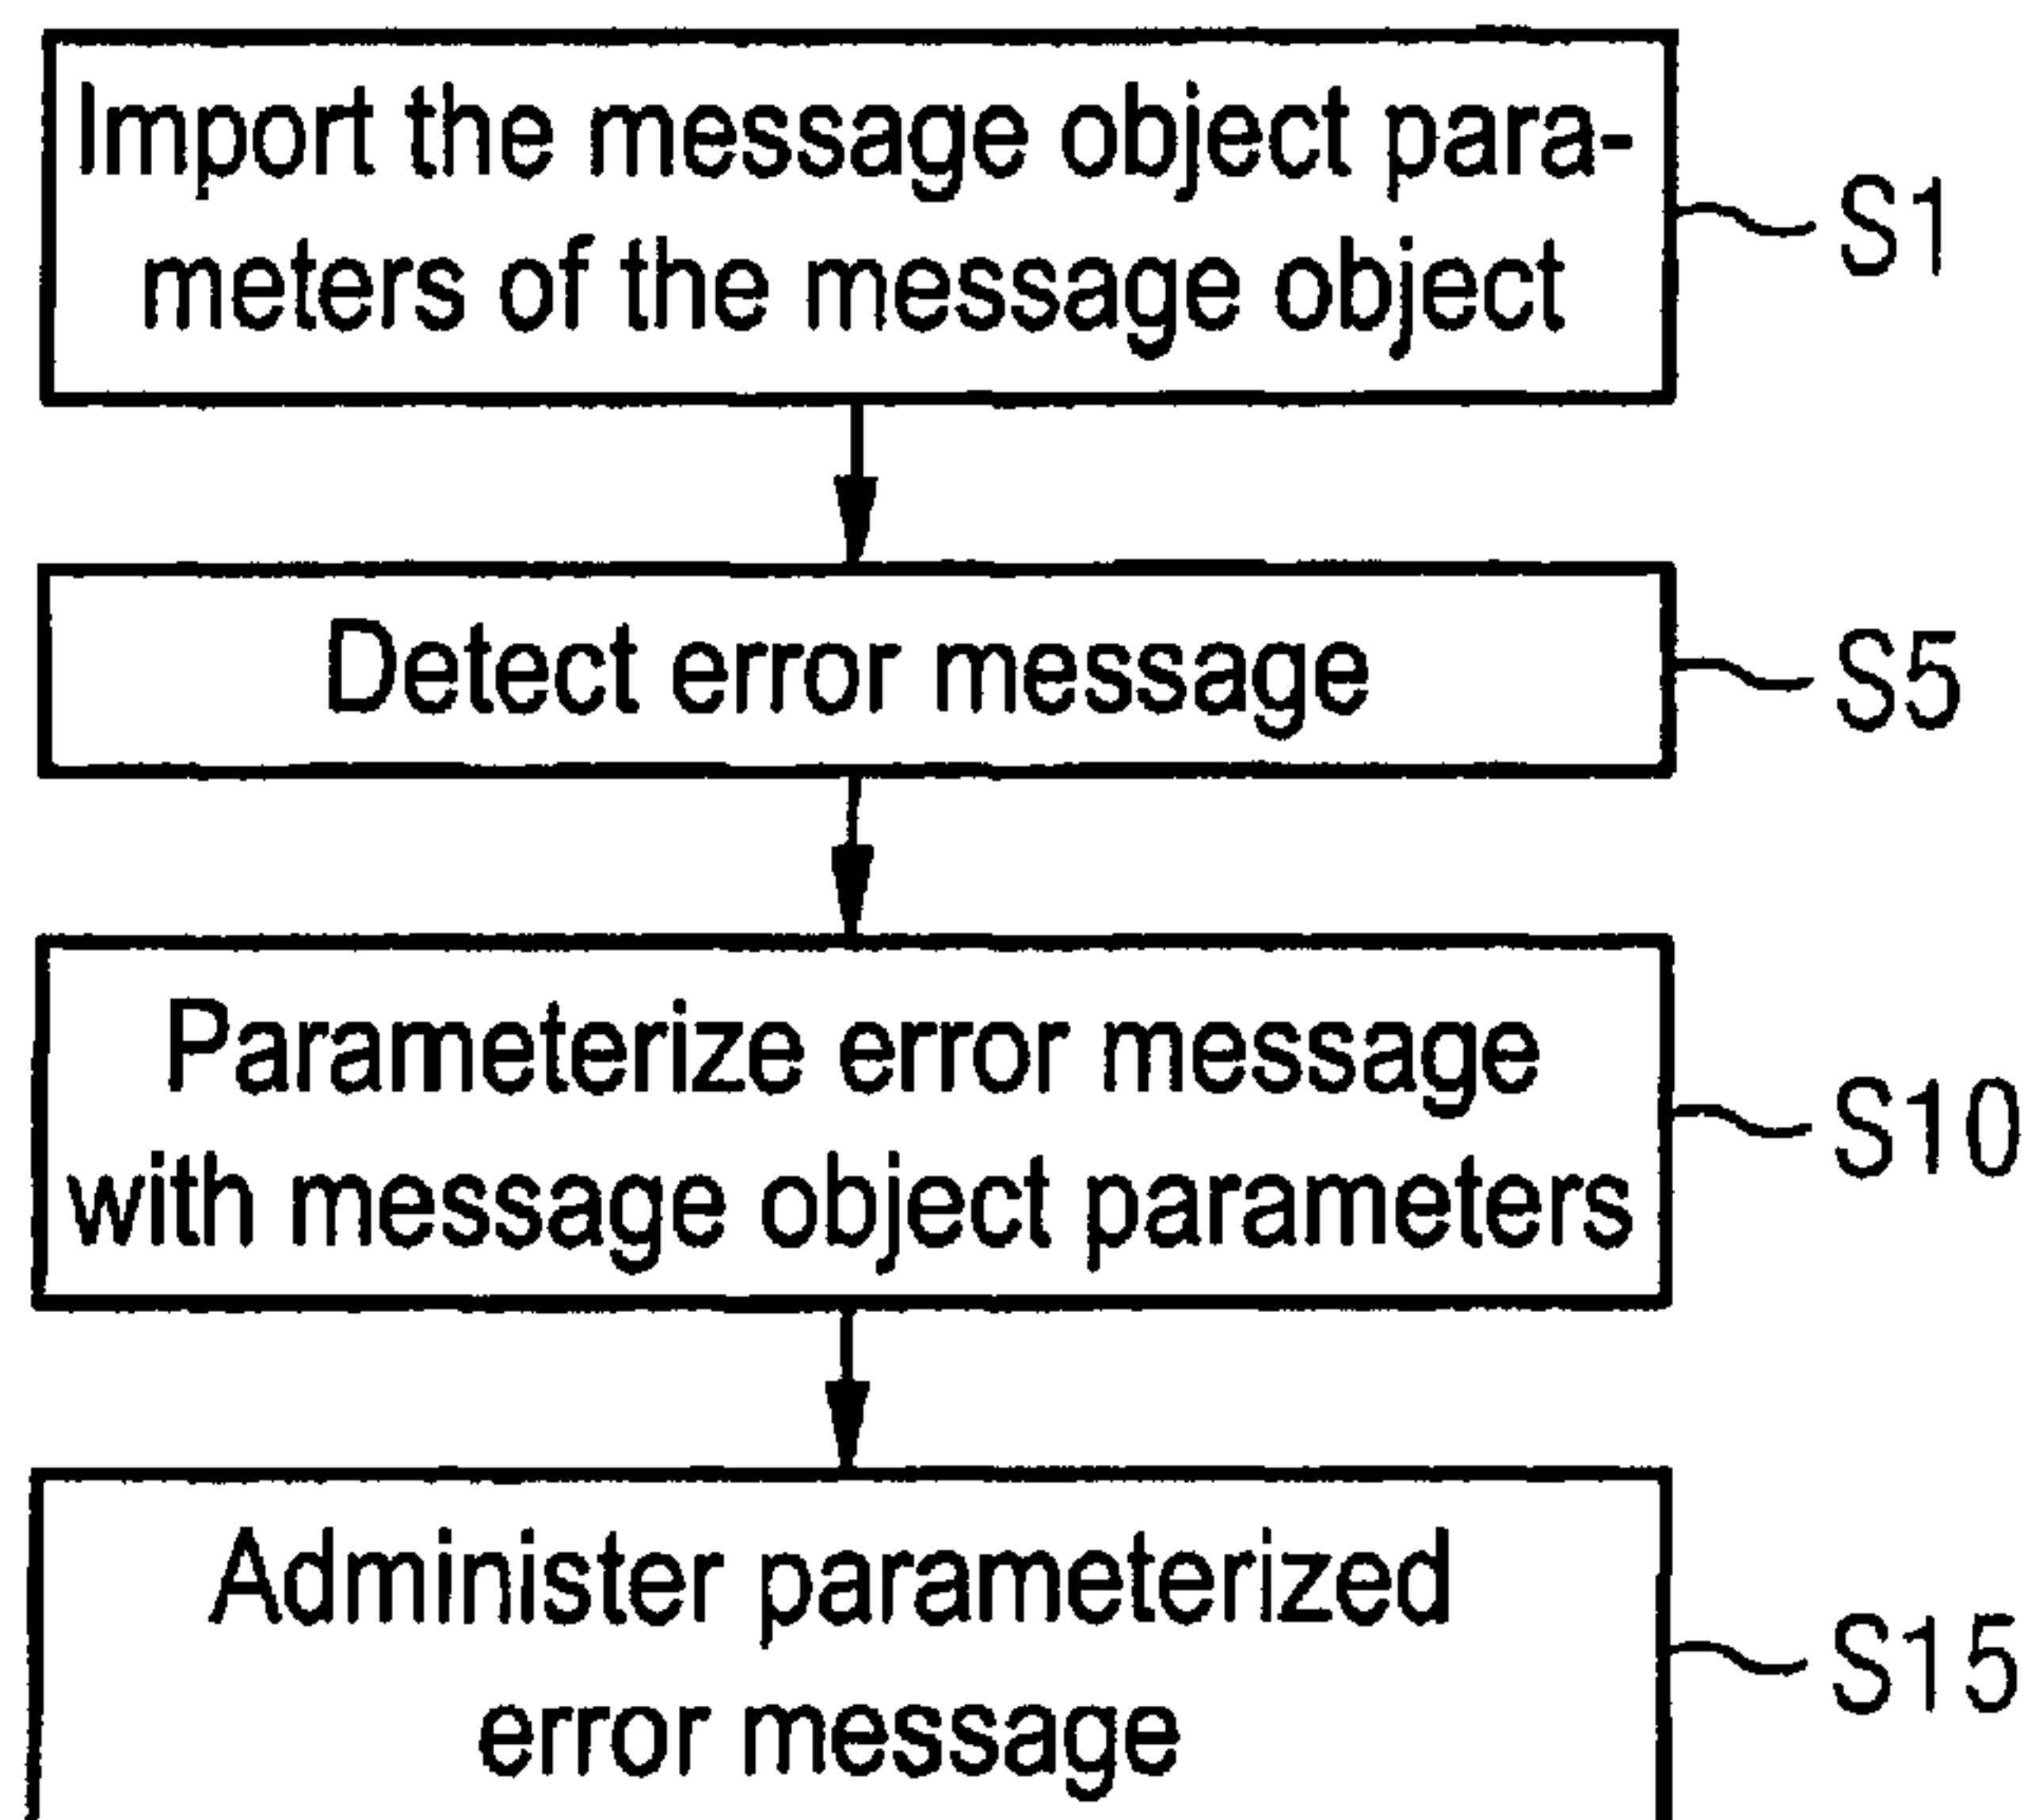 Import the message object para-
meters of the message object
S1
Detect error message
S5
Parameterize error message
with message object parameters
S10
Administer parameterized
error message
S15